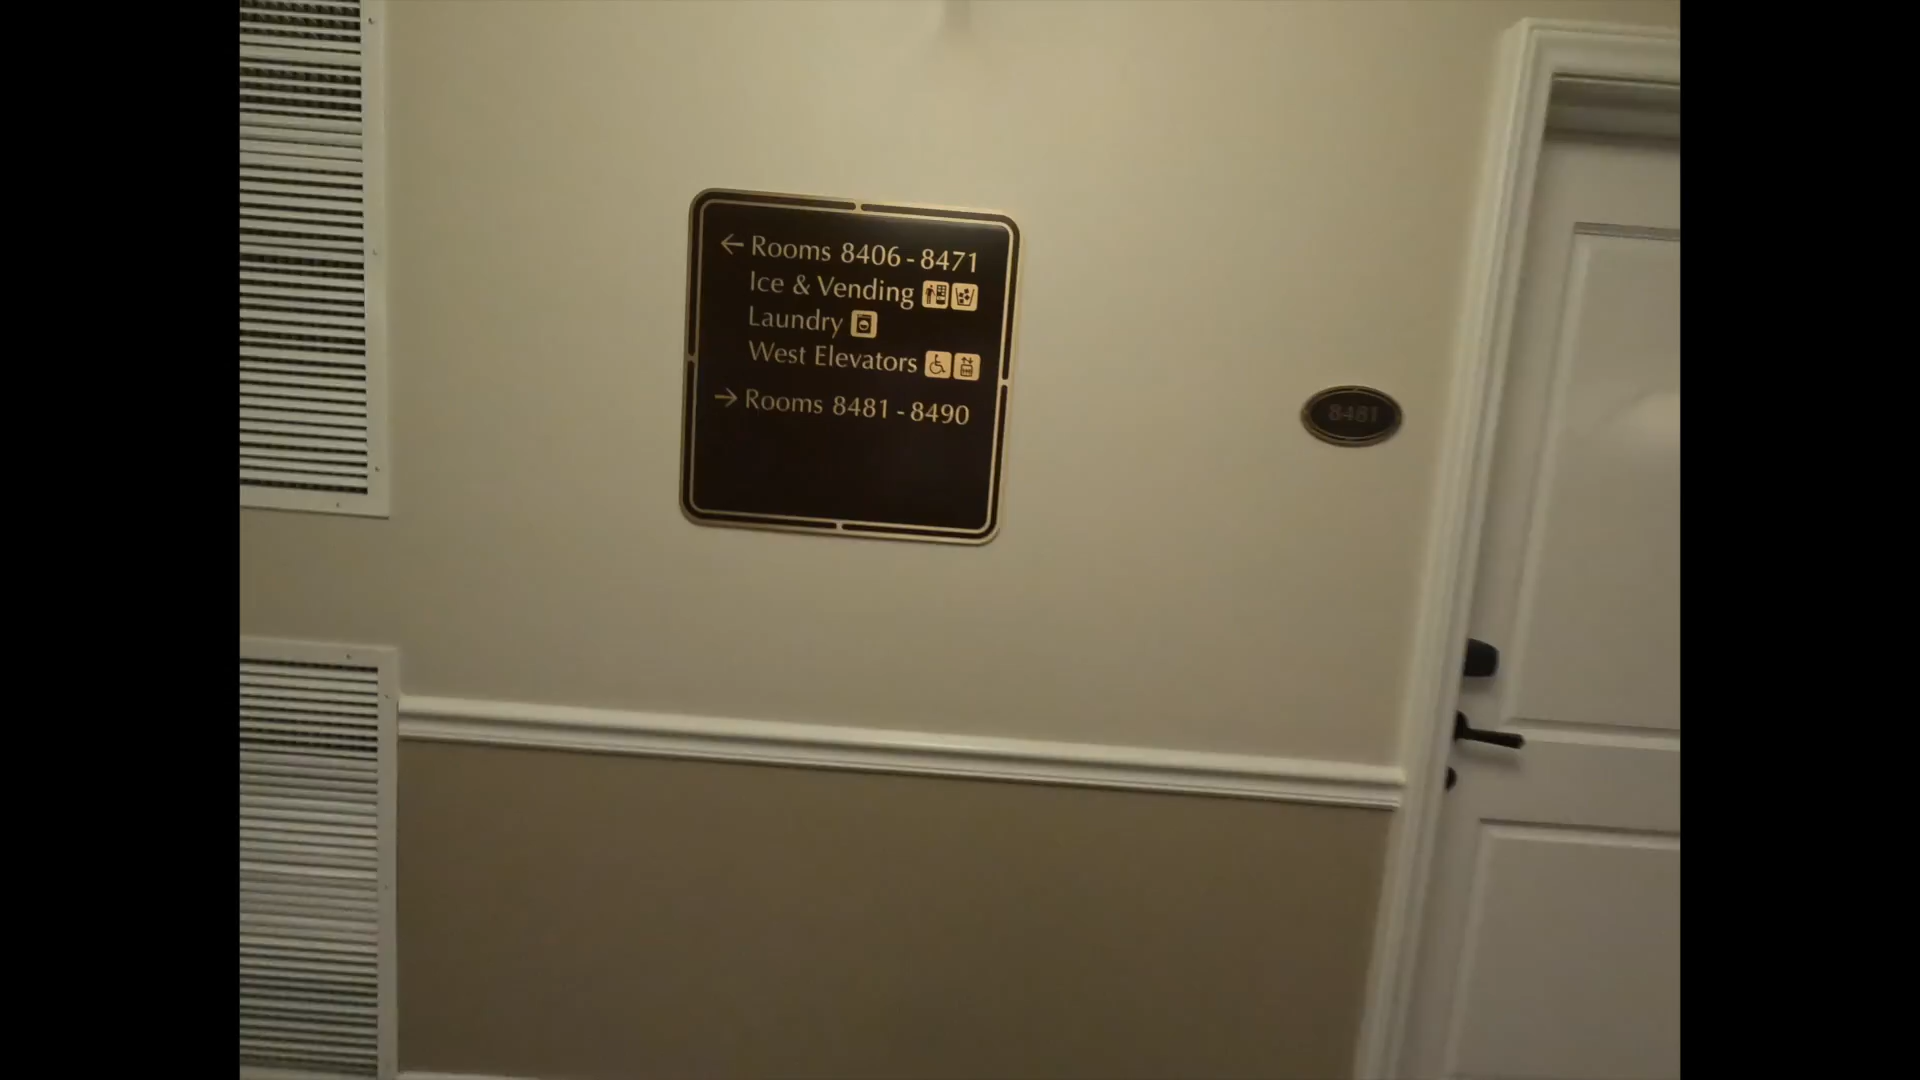 ← Rooms 8406 - 8471
Ice & Vending
Laundry
West Elevators
→ Rooms 8481 - 8490
8481